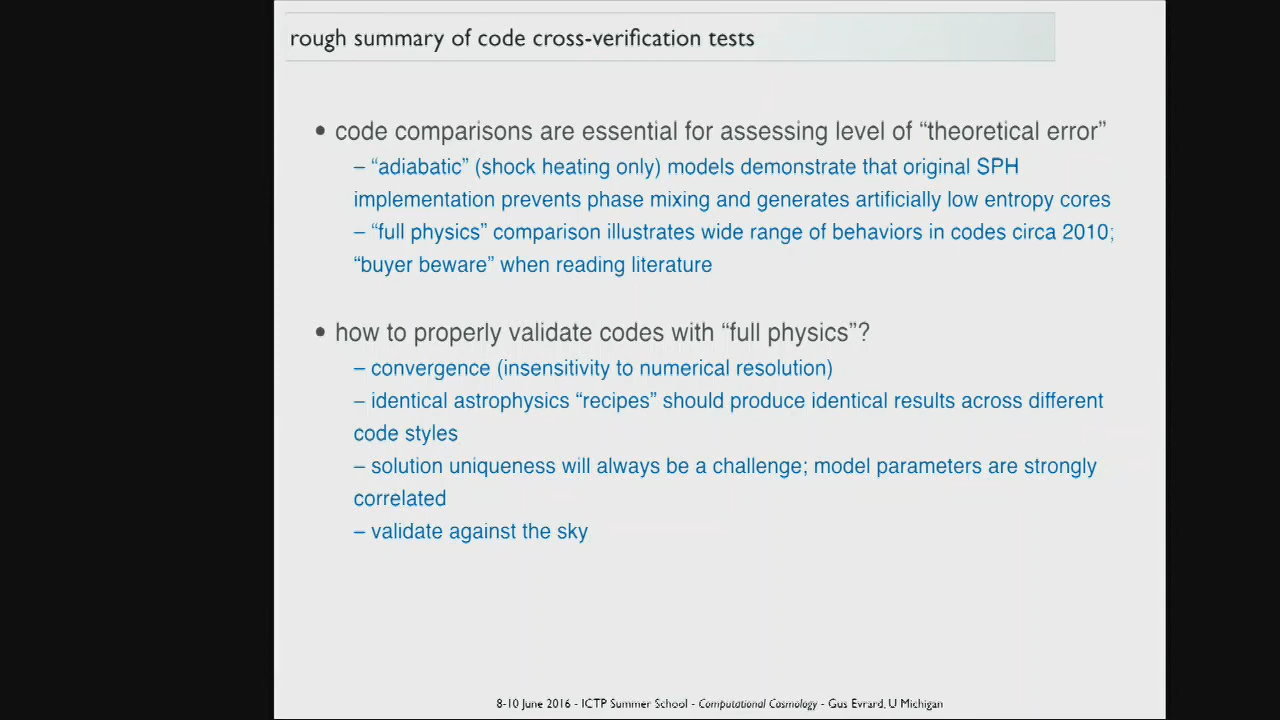 rough summary of code cross-verification tests
• code comparisons are essential for assessing level of “theoretical error”
– “adiabatic” (shock heating only) models demonstrate that original SPH
implementation prevents phase mixing and generates artificially low entropy cores
– “full physics” comparison illustrates wide range of behaviors in codes circa 2010;
“buyer beware” when reading literature
• how to properly validate codes with “full physics”?
– convergence (insensitivity to numerical resolution)
– identical astrophysics “recipes” should produce identical results across different
code styles
– solution uniqueness will always be a challenge; model parameters are strongly
correlated
– validate against the sky
8-10 June 2016 - ICTP Summer School - Computational Cosmology - Gus Evrard, U Michigan